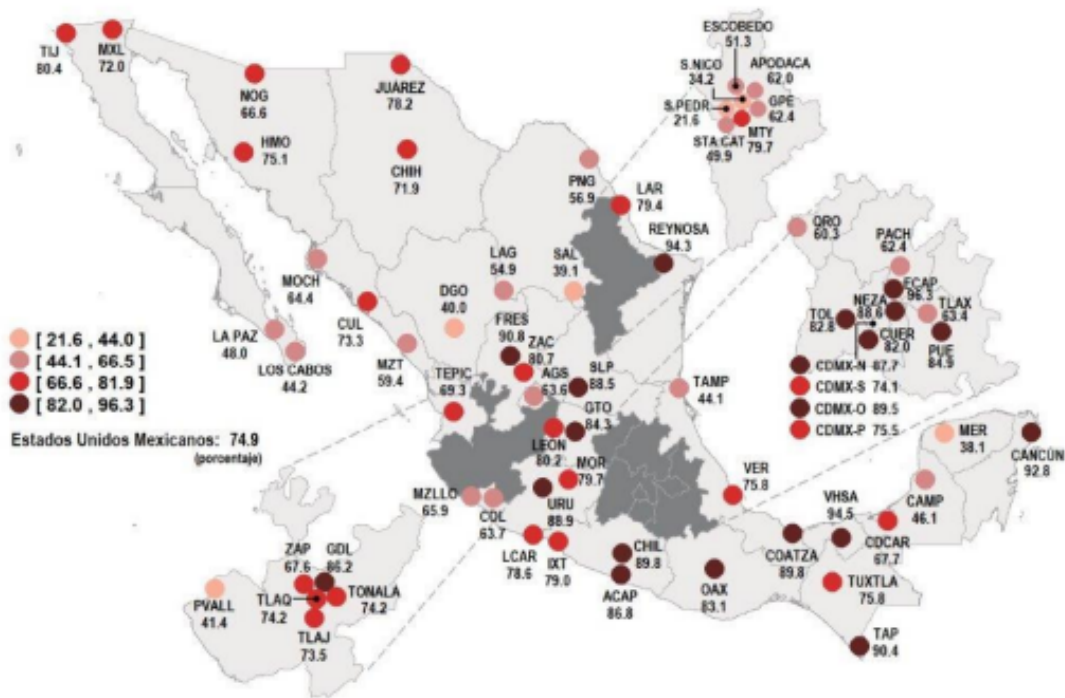 ESCOBEDO
51.3
S.NICO
34.2
APODACA
62.0
S.PEDR
21.6
GPE
62.4
STA CAT
49.9
MTY
79.7
TIJ
80.4
MXL
72.0
NOG
66.6
JUÁREZ
78.2
HMO
75.1
CHIH
71.9
PNG
56.9
LAR
79.4
REYNOSA
94.3
QRO
60.3
PACH
62.4
ECAP
96.3
NEZA
88.6
TLAX
63.4
TOL
82.8
CUER
82.0
PUE
84.9
CDMX-N 87.7
CDMX-S 74.1
CDMX-O 89.5
CDMX-P 75.5
MOCH
64.4
LAG
54.9
SAL
39.1
DGO
40.0
CUL
73.3
FRES
90.8
ZAC
80.7
LA PAZ
48.0
LOS CABOS
44.2
MZT
59.4
TEPIC
69.3
AGS
63.6
SLP
88.5
GTO
84.3
TAMP
44.1
[ 21.6 , 44.0 ]
[ 44.1 , 66.5 ]
[ 66.6 , 81.9 ]
[ 82.0 , 96.3 ]
Estados Unidos Mexicanos: 74.9
(porcentaje)
LEON
80.2
MOR
79.7
URU
88.9
MZLLO
65.9
COL
63.7
LCAR
78.6
IXT
79.0
CHIL
89.8
ACAP
86.8
OAX
83.1
VER
75.8
COATZA
89.8
VHSA
94.5
CDCAR
67.7
CAMP
46.1
MER
38.1
CANCÚN
92.8
TUXTLA
75.8
TAP
90.4
ZAP
67.6
GDL
86.2
PVALL
41.4
TLAQ
74.2
TONALA
74.2
TLAJ
73.5